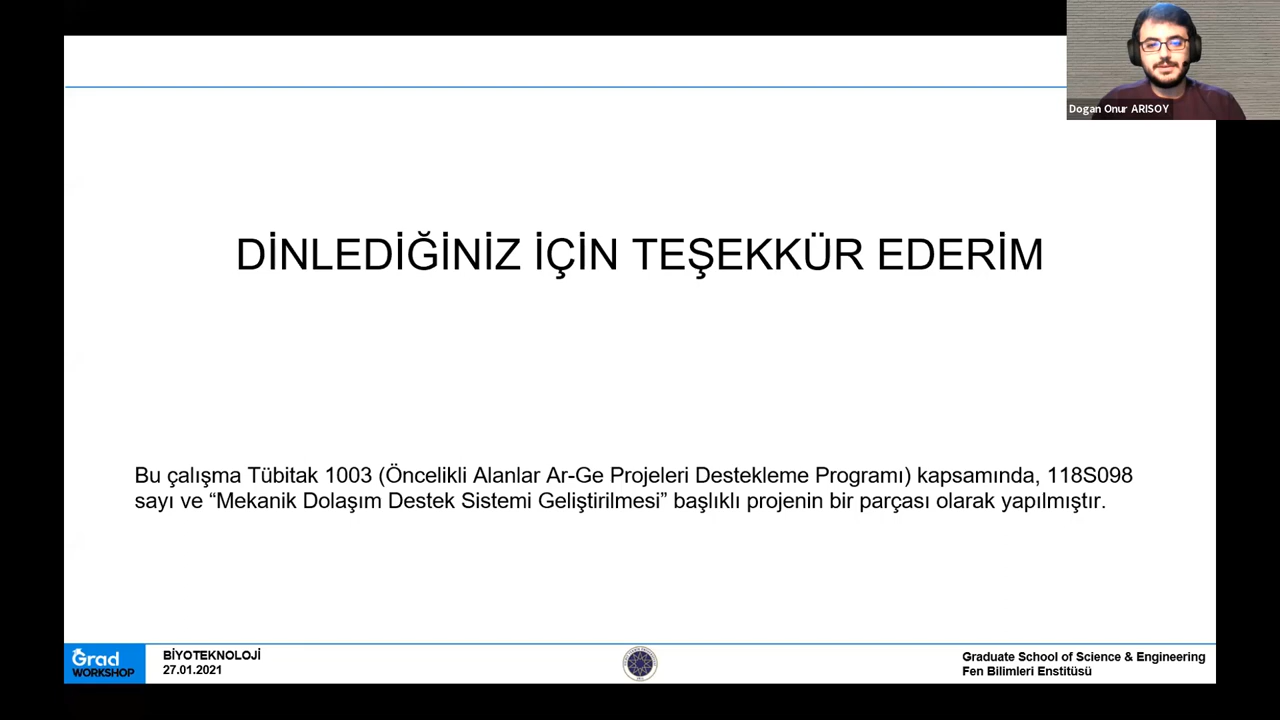 Dogan Onur ARISOY
DİNLEDİĞİNİZ İÇİN TEŞEKKÜR EDERİM
Bu çalışma Tübitak 1003 (Öncelikli Alanlar Ar-Ge Projeleri Destekleme Programı) kapsamında, 118S098
sayı ve “Mekanik Dolaşım Destek Sistemi Geliştirilmesi” başlıklı projenin bir parçası olarak yapılmıştır.
Grad
WORKSHOP
BİYOTEKNOLOJİ
27.01.2021
Graduate School of Science & Engineering
Fen Bilimleri Enstitüsü